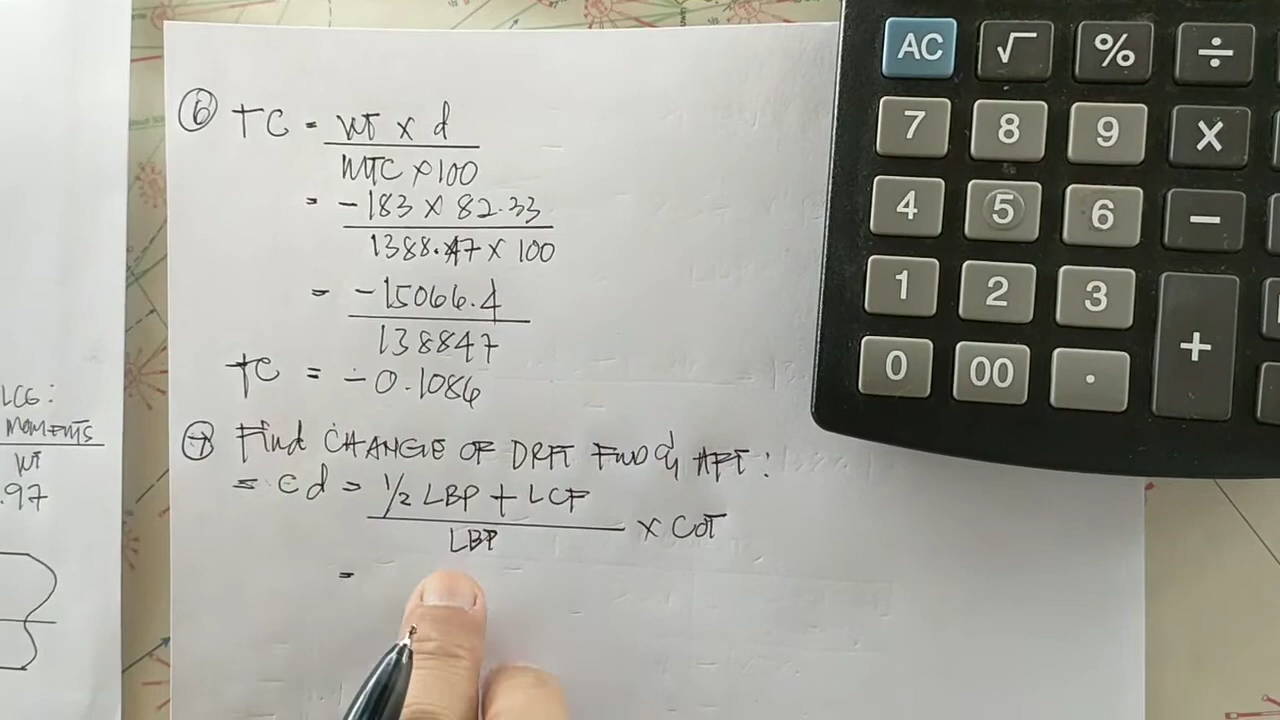 LCG:
MOMENTS
WT
.97
⑥ TC = WT x d
MTC x 100
= -183 x 82.33
1388.47 x 100
= -15066.4
138847
TC = -0.1086
⑦ Find CHANGE OF DRFT FWD & AFT:
= Cd = 1/2 LBP + LCF x COT
LBP
=
AC √ % ÷
7 8 9 X
4 5 6 −
1 2 3 +
0 00 .